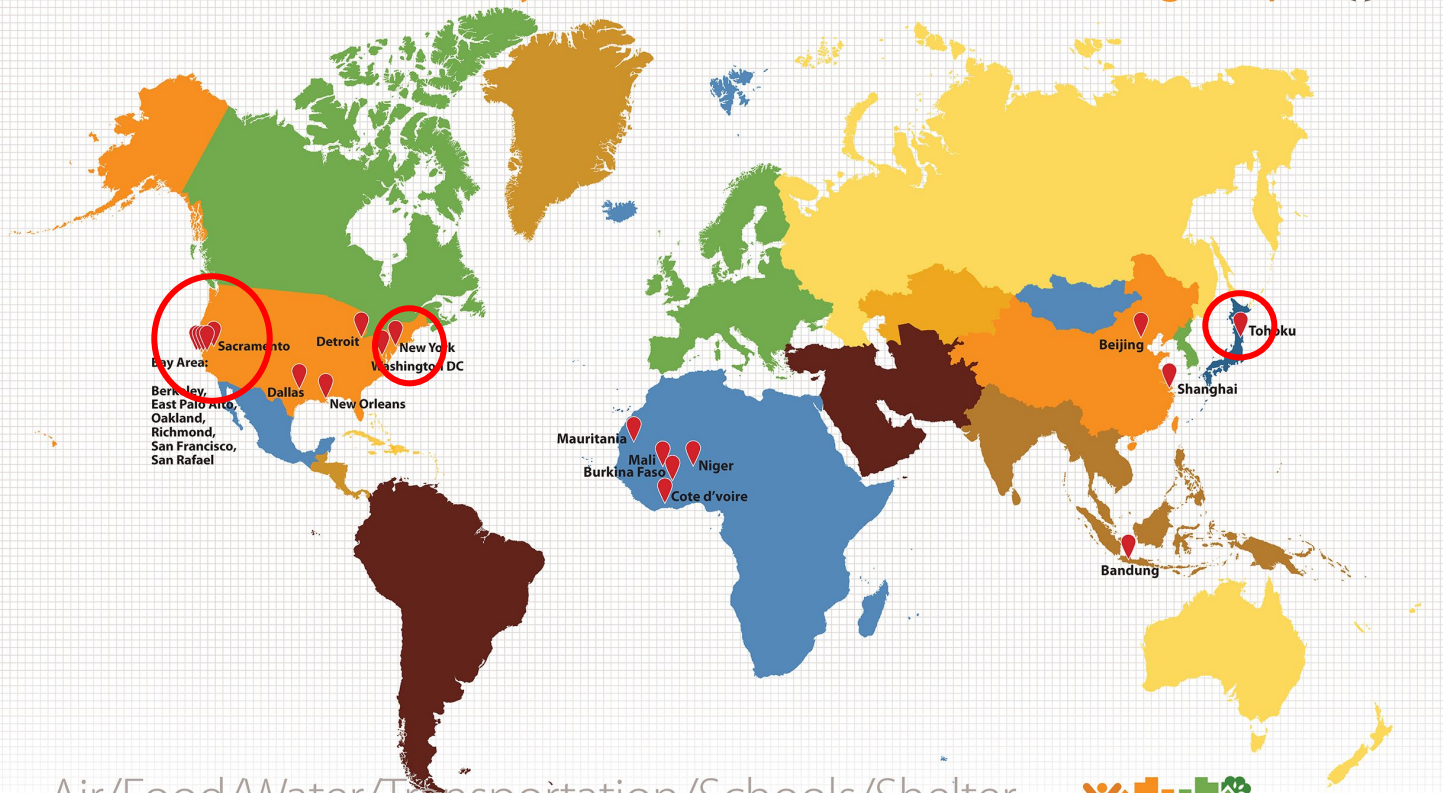 Sacramento
Bay Area:
Berkeley,
East Palo Alto,
Oakland,
Richmond,
San Francisco,
San Rafael
Detroit
New York
Washington DC
Dallas
New Orleans
Mauritania
Mali
Burkina Faso
Niger
Cote d’voire
Beijing
Tohoku
Shanghai
Bandung
Air/Food/Water/Transportation/Schools/Shelter